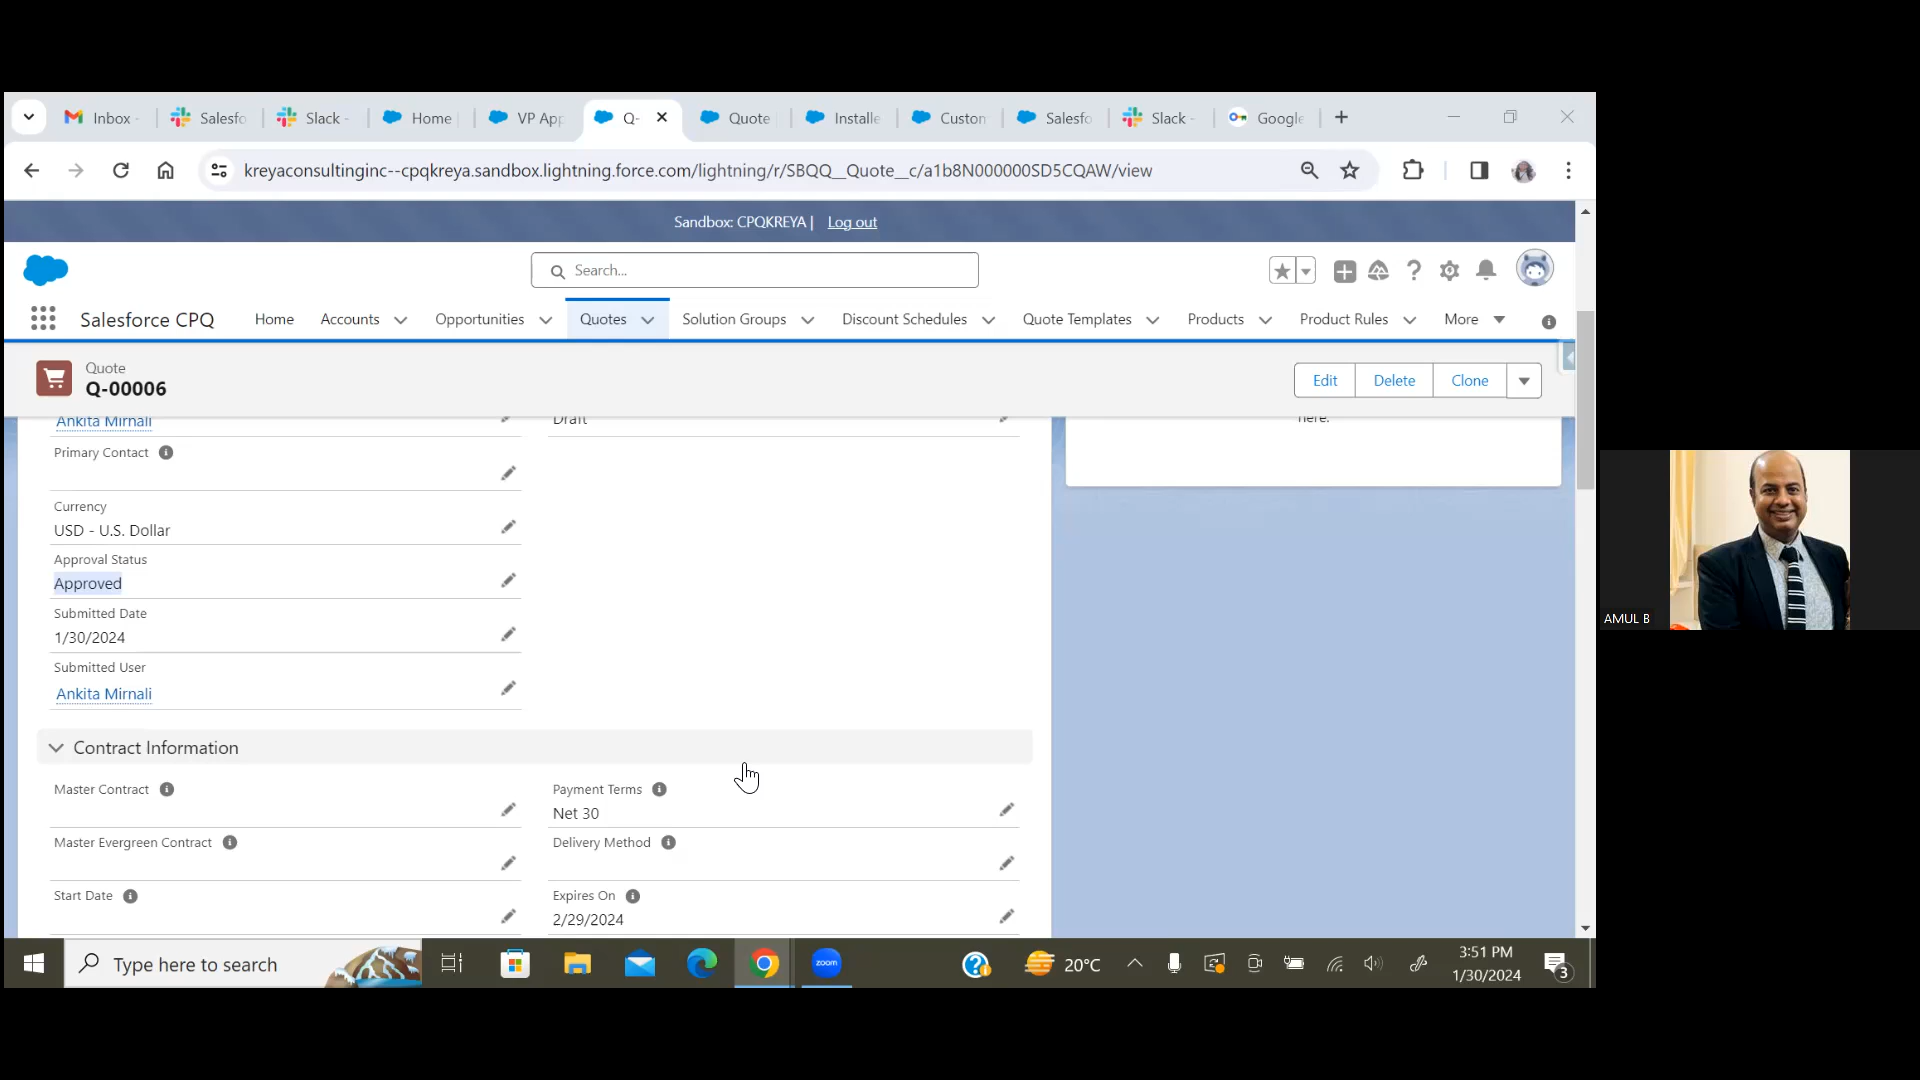 Inbox
Salesfo
Slack -
Home
VP App
Q-
Quote
Installe
Custon
Salesfo
Slack -
Google
kreyaconsultinginc--cpqkreya.sandbox.lightning.force.com/lightning/r/SBQQ__Quote__c/a1b8N000000SD5CQAW/view
Sandbox: CPQKREYA | Log out
Search...
Salesforce CPQ
Home
Accounts
Opportunities
Quotes
Solution Groups
Discount Schedules
Quote Templates
Products
Product Rules
More
Quote
Q-00006
Edit
Delete
Clone
Ankita Mirnali
Draft
here.
Primary Contact
Currency
USD - U.S. Dollar
Approval Status
Approved
Submitted Date
1/30/2024
Submitted User
Ankita Mirnali
Contract Information
Master Contract
Payment Terms
Net 30
Master Evergreen Contract
Delivery Method
Start Date
Expires On
2/29/2024
AMUL B
Type here to search
zoom
20°C
3:51 PM
1/30/2024
3